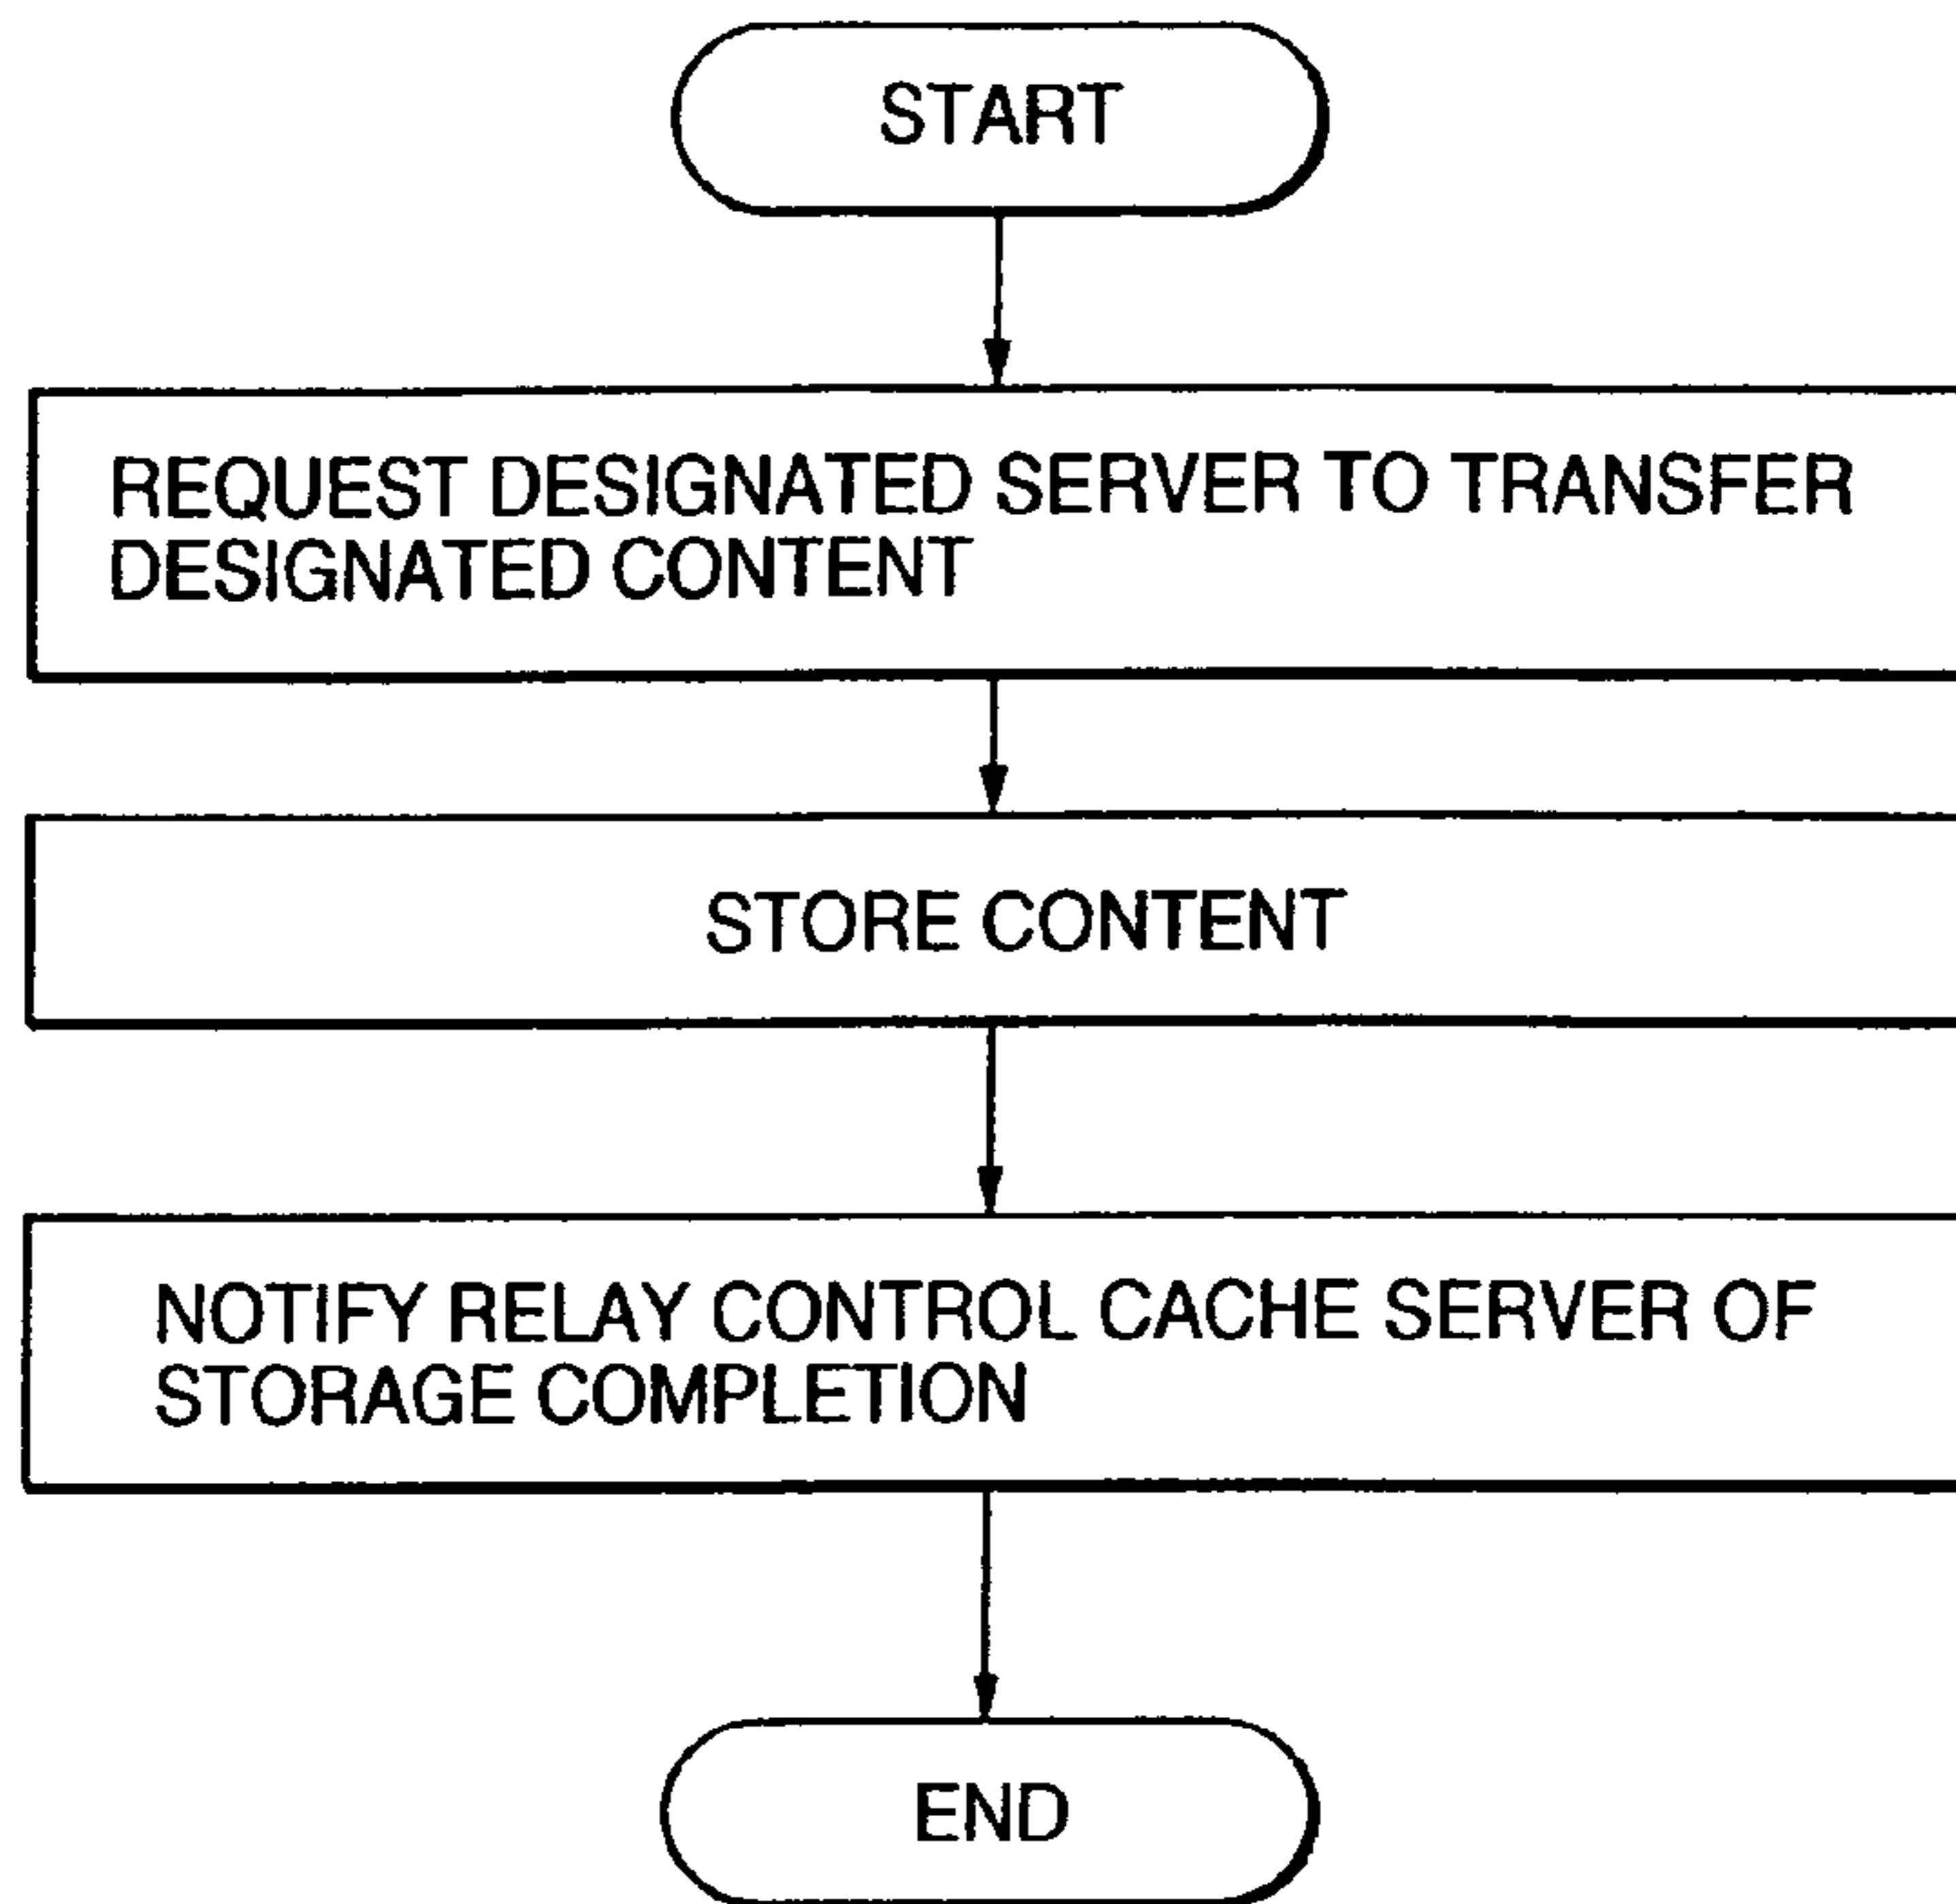 START
REQUEST DESIGNATED SERVER TO TRANSFER
DESIGNATED CONTENT
STORE CONTENT
NOTIFY RELAY CONTROL CACHE SERVER OF
STORAGE COMPLETION
END